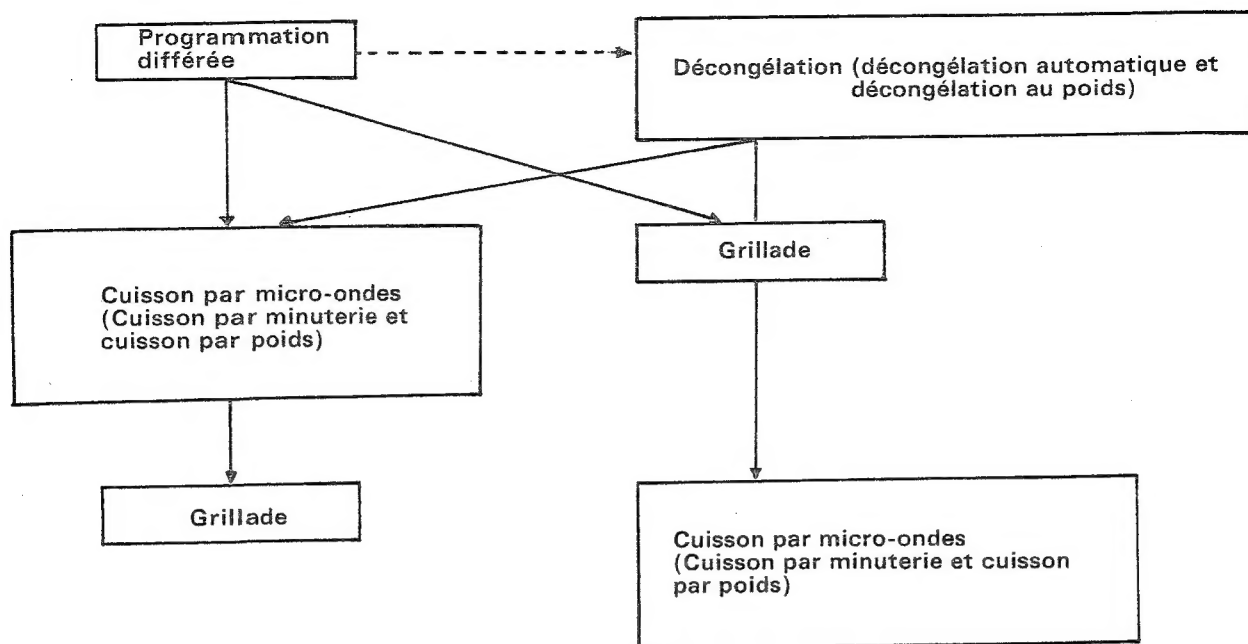 Programmation
différée
Décongélation (décongélation automatique et
décongélation au poids)
Grillade
Cuisson par micro-ondes
(Cuisson par minuterie et
cuisson par poids)
Grillade
Cuisson par micro-ondes
(Cuisson par minuterie et cuisson
par poids)